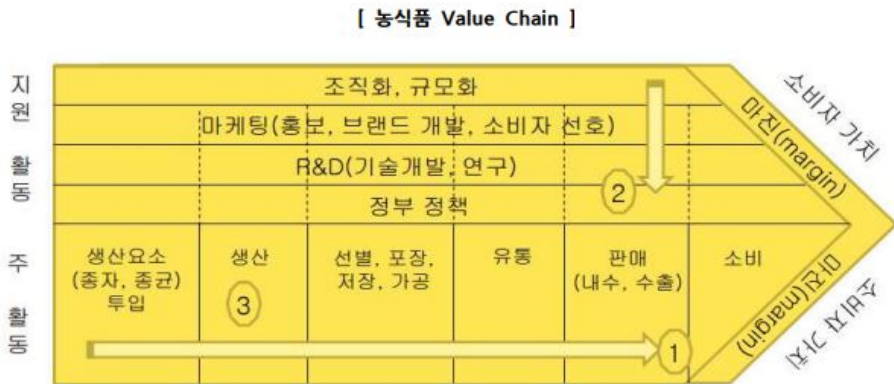 [ 농식품 Value Chain ]
지원 활동
조직화, 규모화
마케팅(홍보, 브랜드 개발, 소비자 선호)
R&D(기술개발, 연구)
정부 정책
②
마진(margin)
소비자 가치
주 활동
생산요소
(종자, 종균)
투입
생산
선별, 포장,
저장, 가공
유통
판매
(내수, 수출)
소비
③
①
마진(margin)
소비자 가치